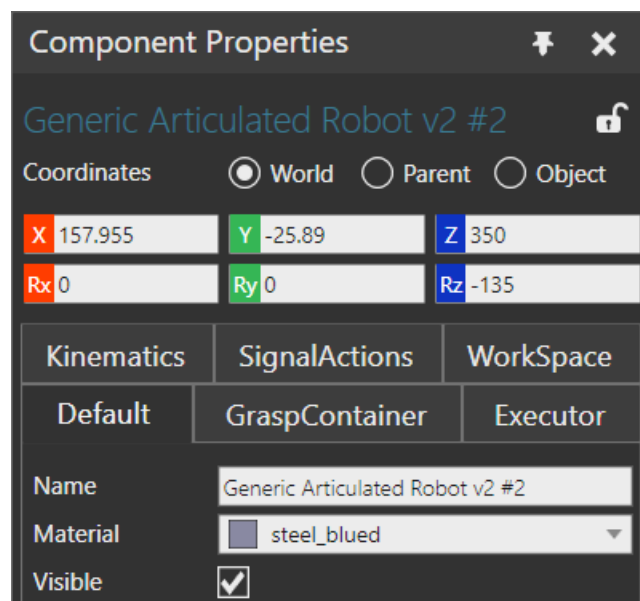 Component Properties
Generic Articulated Robot v2 #2
Coordinates World Parent Object
X 157.955 Y -25.89 Z 350
Rx 0 Ry 0 Rz -135
Kinematics SignalActions WorkSpace
Default GraspContainer Executor
Name Generic Articulated Robot v2 #2
Material steel_blued
Visible